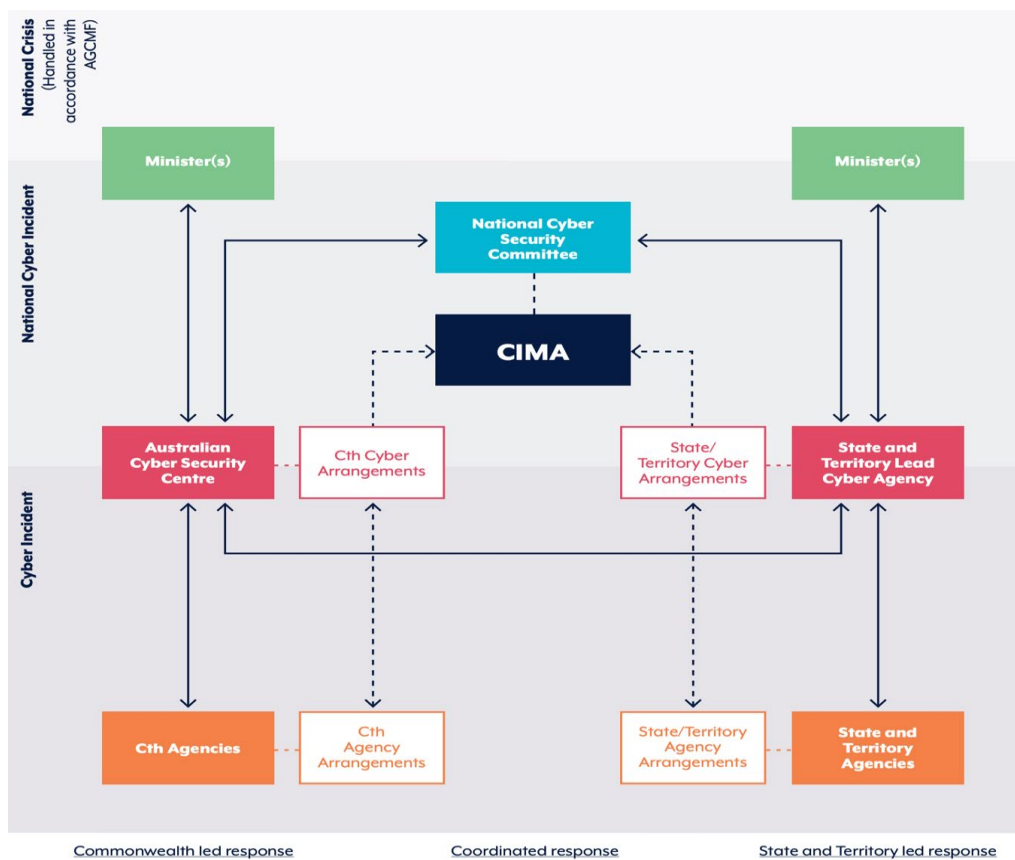 National Crisis
(Handled in
accordance with
AGCMF)
Minister(s)
Minister(s)
National Cyber Incident
National Cyber
Security
Committee
CIMA
Australian
Cyber Security
Centre
Cth Cyber
Arrangements
State/
Territory Cyber
Arrangements
State and
Territory Lead
Cyber Agency
Cyber Incident
Cth Agencies
Cth
Agency
Arrangements
State/Territory
Agency
Arrangements
State and
Territory
Agencies
Commonwealth led response
Coordinated response
State and Territory led response